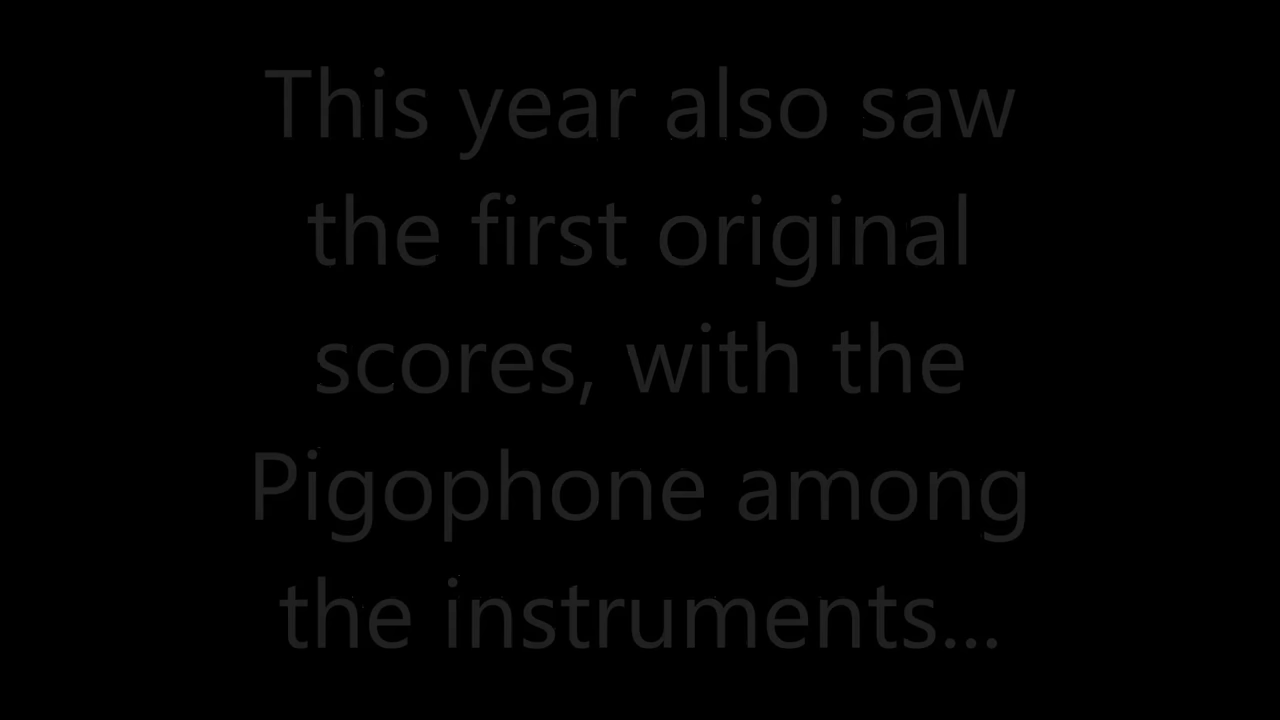 This year also saw
the first original
scores, with the
Pigophone among
the instruments...